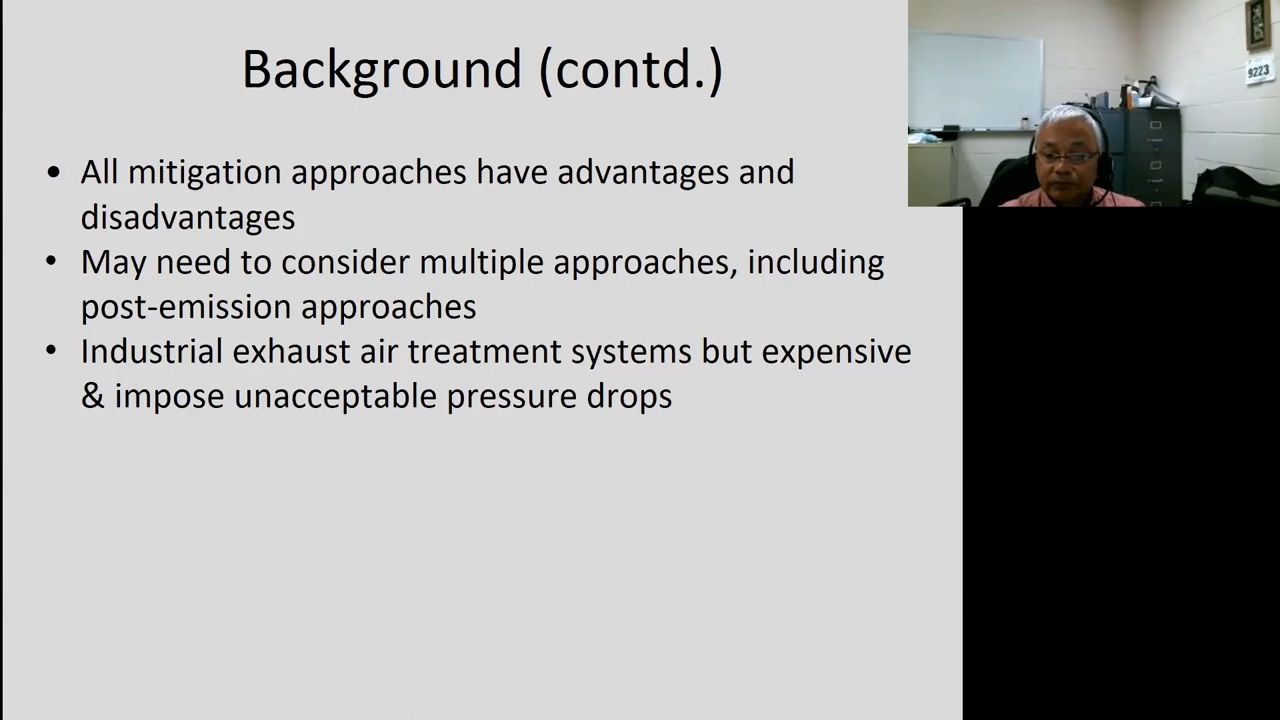 Background (contd.)
• All mitigation approaches have advantages and
disadvantages
• May need to consider multiple approaches, including
post-emission approaches
• Industrial exhaust air treatment systems but expensive
& impose unacceptable pressure drops
9223